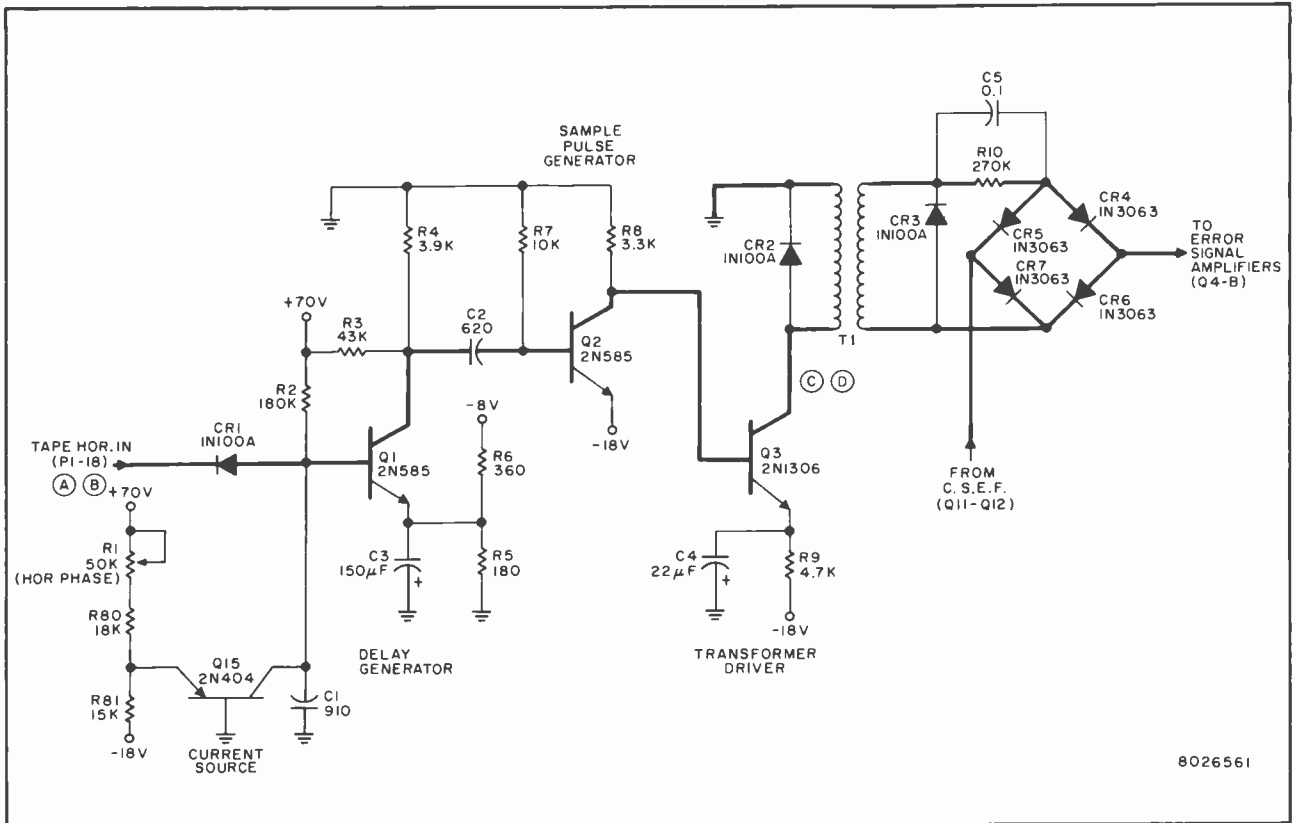 C5
0.1
R10
270K
CR4
IN3063
CR3
IN100A
CR5
IN3063
CR7
IN3063
CR6
IN3063
TO
ERROR
SIGNAL
AMPLIFIERS
(Q4-B)
SAMPLE
PULSE
GENERATOR
R4
3.9K
R7
10K
R8
3.3K
CR2
IN100A
T1
+70V
R3
43K
C2
620
Q2
2N585
-18V
R2
180K
CR1
IN100A
TAPE HOR. IN
(P1-18)
A B
Q1
2N585
-8V
R6
360
C D
Q3
2N1306
FROM
C. S. E. F.
(Q11-Q12)
+70V
R1
50K
(HOR PHASE)
C3
150µF
+
R5
180
C4
22µF
+
R9
4.7K
-18V
R80
18K
Q15
2N404
R81
15K
-18V
C1
910
CURRENT
SOURCE
DELAY
GENERATOR
TRANSFORMER
DRIVER
8026561